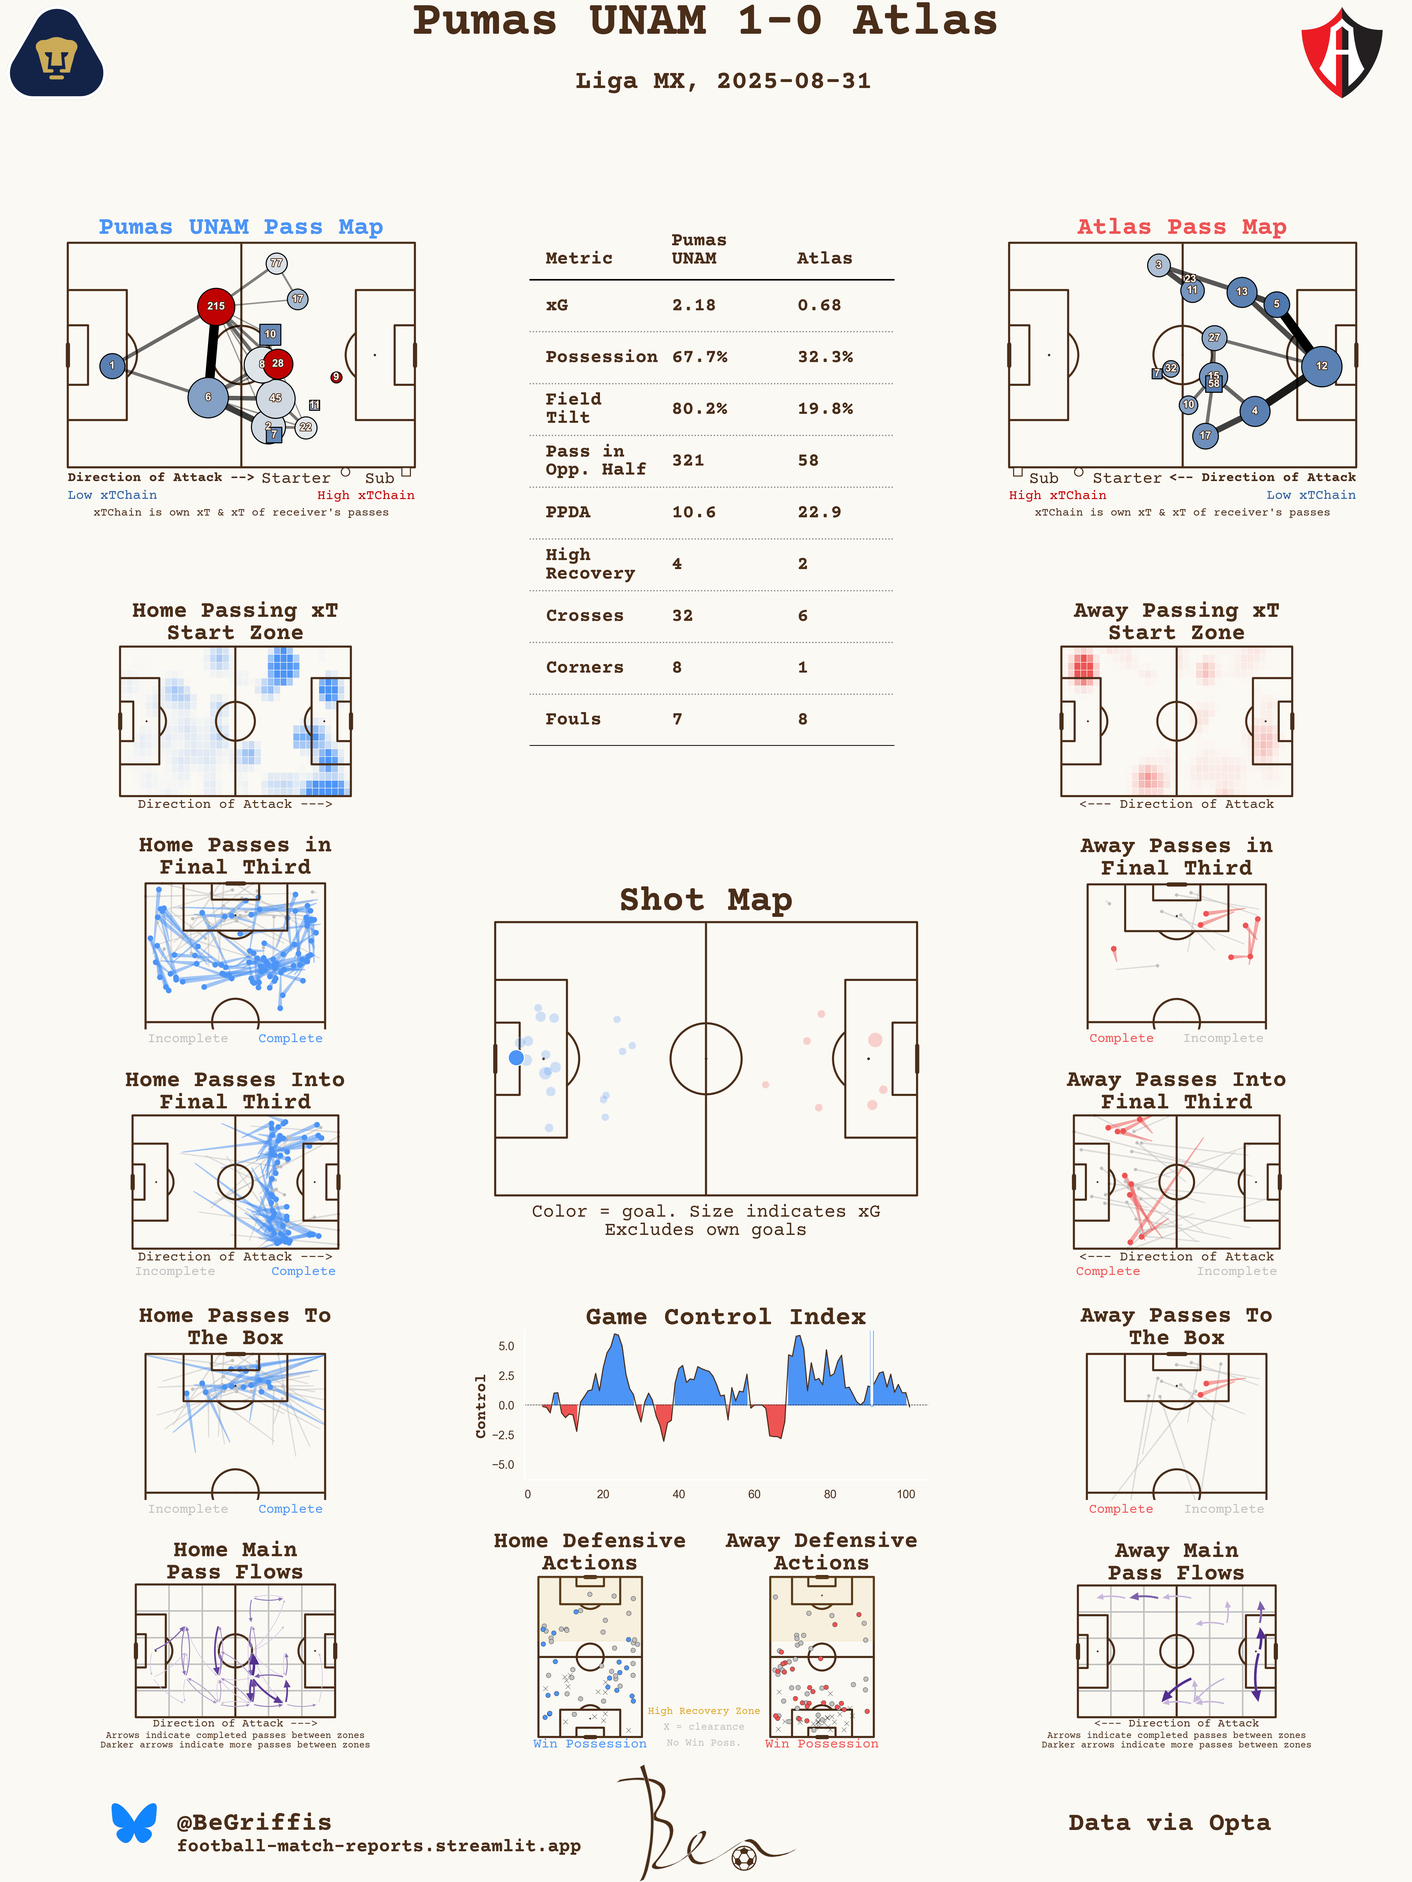 Pumas UNAM 1-0 Atlas
Liga MX, 2025-08-31
Pumas UNAM Pass Map
77
215
17
10
1
8
28
9
6
45
11
2
7
22
Direction of Attack --> Starter Sub
Low xTChain High xTChain
xTChain is own xT & xT of receiver's passes
Metric Pumas UNAM Atlas
xG 2.18 0.68
Possession 67.7% 32.3%
Field Tilt 80.2% 19.8%
Pass in Opp. Half 321 58
PPDA 10.6 22.9
High Recovery 4 2
Crosses 32 6
Corners 8 1
Fouls 7 8
Atlas Pass Map
3
23
11
13
5
27
7
32
15
58
12
10
4
17
Sub Starter <-- Direction of Attack
High xTChain Low xTChain
xTChain is own xT & xT of receiver's passes
Home Passing xT
Start Zone
Direction of Attack --->
Away Passing xT
Start Zone
<--- Direction of Attack
Home Passes in
Final Third
Incomplete Complete
Away Passes in
Final Third
Complete Incomplete
Shot Map
Color = goal. Size indicates xG
Excludes own goals
Home Passes Into
Final Third
Direction of Attack --->
Incomplete Complete
Away Passes Into
Final Third
<--- Direction of Attack
Complete Incomplete
Game Control Index
Control
5.0
2.5
0.0
−2.5
−5.0
0 20 40 60 80 100
Home Passes To
The Box
Incomplete Complete
Away Passes To
The Box
Complete Incomplete
Home Main
Pass Flows
Direction of Attack --->
Arrows indicate completed passes between zones
Darker arrows indicate more passes between zones
Home Defensive
Actions
Win Possession
High Recovery Zone
X = clearance
No Win Poss.
Away Defensive
Actions
Win Possession
Away Main
Pass Flows
<--- Direction of Attack
Arrows indicate completed passes between zones
Darker arrows indicate more passes between zones
@BeGriffis
football-match-reports.streamlit.app
Ben
Data via Opta